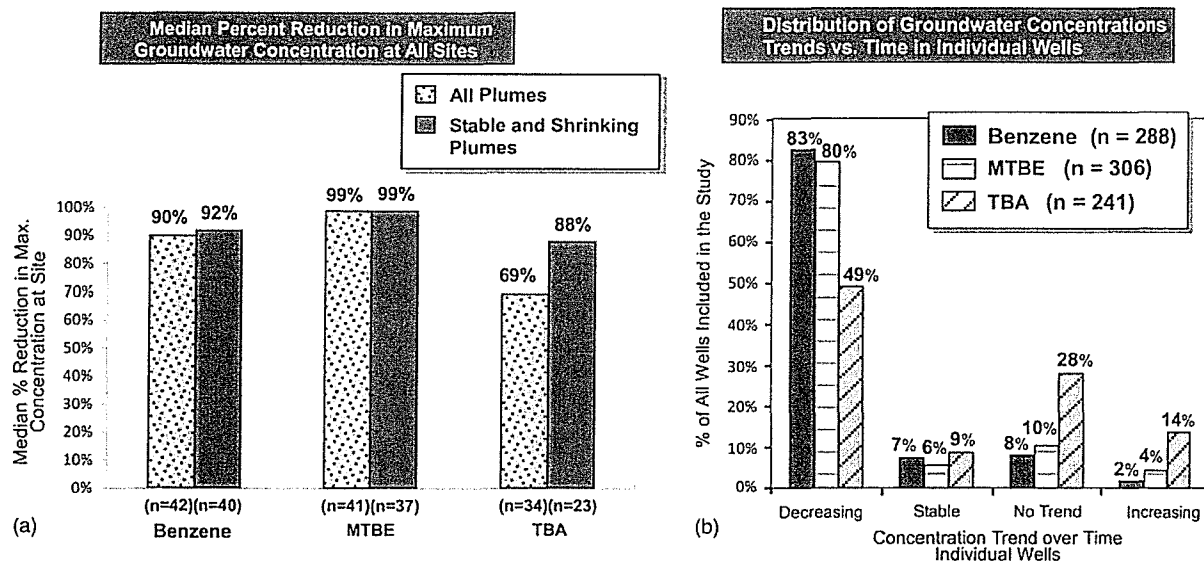 Median Percent Reduction in Maximum
Groundwater Concentration at All Sites
All Plumes
Stable and Shrinking
Plumes
Median % Reduction in Max.
Concentration at Site
100%
90%
80%
70%
60%
50%
40%
30%
20%
10%
0%
90%
92%
99%
99%
69%
88%
(n=42)(n=40)
(n=41)(n=37)
(n=34)(n=23)
Benzene
MTBE
TBA
(a)
Distribution of Groundwater Concentrations
Trends vs. Time in Individual Wells
Benzene (n = 288)
MTBE (n = 306)
TBA (n = 241)
% of All Wells Included in the Study
90%
80%
70%
60%
50%
40%
30%
20%
10%
0%
83%
80%
49%
7%
6%
9%
8%
10%
28%
2%
4%
14%
Decreasing
Stable
No Trend
Increasing
Concentration Trend over Time
Individual Wells
(b)